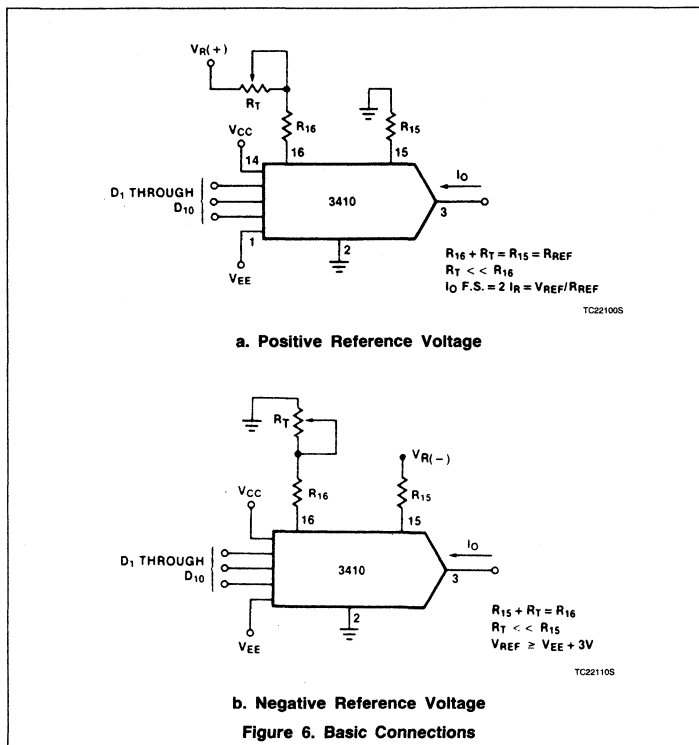 VR(+)
RT
R16
R15
VCC
14
16
15
D1 THROUGH
D10
3410
IO
3
1
2
VEE
R16 + RT = R15 = RREF
RT << R16
IO F.S. = 2 IR = VREF/RREF
TC22100S
a. Positive Reference Voltage
RT
VR(-)
R16
R15
VCC
16
15
D1 THROUGH
D10
3410
IO
3
2
VEE
R15 + RT = R16
RT << R15
VREF ≥ VEE + 3V
TC22110S
b. Negative Reference Voltage
Figure 6. Basic Connections